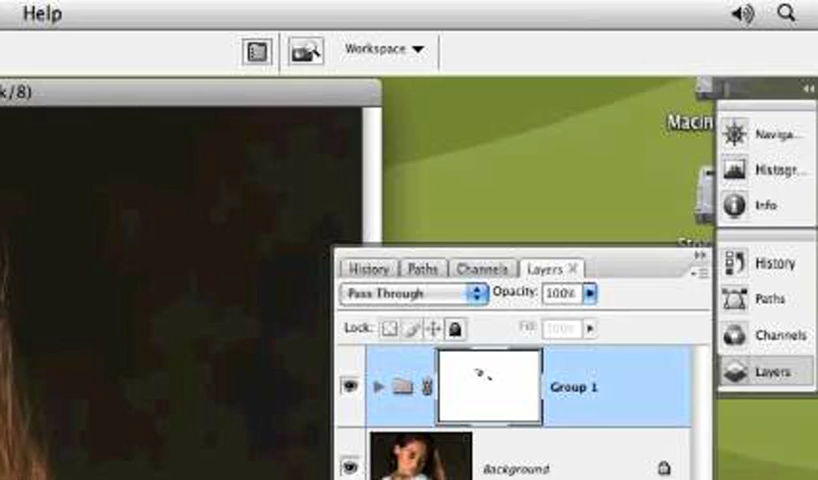 Help
Workspace
k/8)
Macin
Naviga...
Histogr...
Info
History Paths Channels Layers
Pass Through Opacity: 100%
Lock: Fill: 100%
Group 1
Background
History
Paths
Channels
Layers